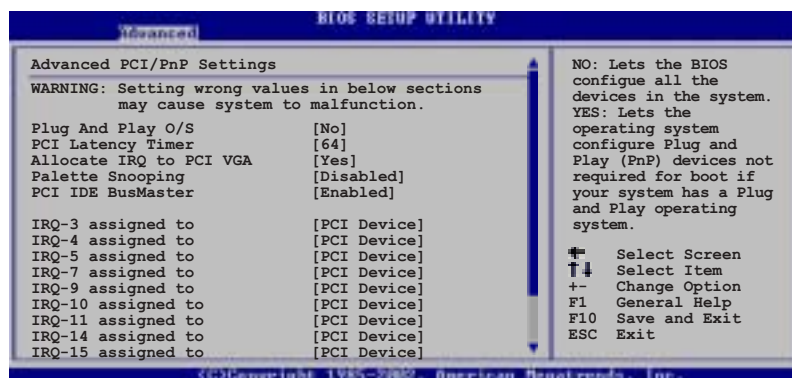 BIOS SETUP UTILITY
Advanced
Advanced PCI/PnP Settings
WARNING: Setting wrong values in below sections
may cause system to malfunction.
Plug And Play O/S [No]
PCI Latency Timer [64]
Allocate IRQ to PCI VGA [Yes]
Palette Snooping [Disabled]
PCI IDE BusMaster [Enabled]
IRQ-3 assigned to [PCI Device]
IRQ-4 assigned to [PCI Device]
IRQ-5 assigned to [PCI Device]
IRQ-7 assigned to [PCI Device]
IRQ-9 assigned to [PCI Device]
IRQ-10 assigned to [PCI Device]
IRQ-11 assigned to [PCI Device]
IRQ-14 assigned to [PCI Device]
IRQ-15 assigned to [PCI Device]
NO: Lets the BIOS
configue all the
devices in the system.
YES: Lets the
operating system
configure Plug and
Play (PnP) devices not
required for boot if
your system has a Plug
and Play operating
system.
Select Screen
Select Item
+- Change Option
F1 General Help
F10 Save and Exit
ESC Exit
(C)Copyright 1985-2002, American Megatrends, Inc.